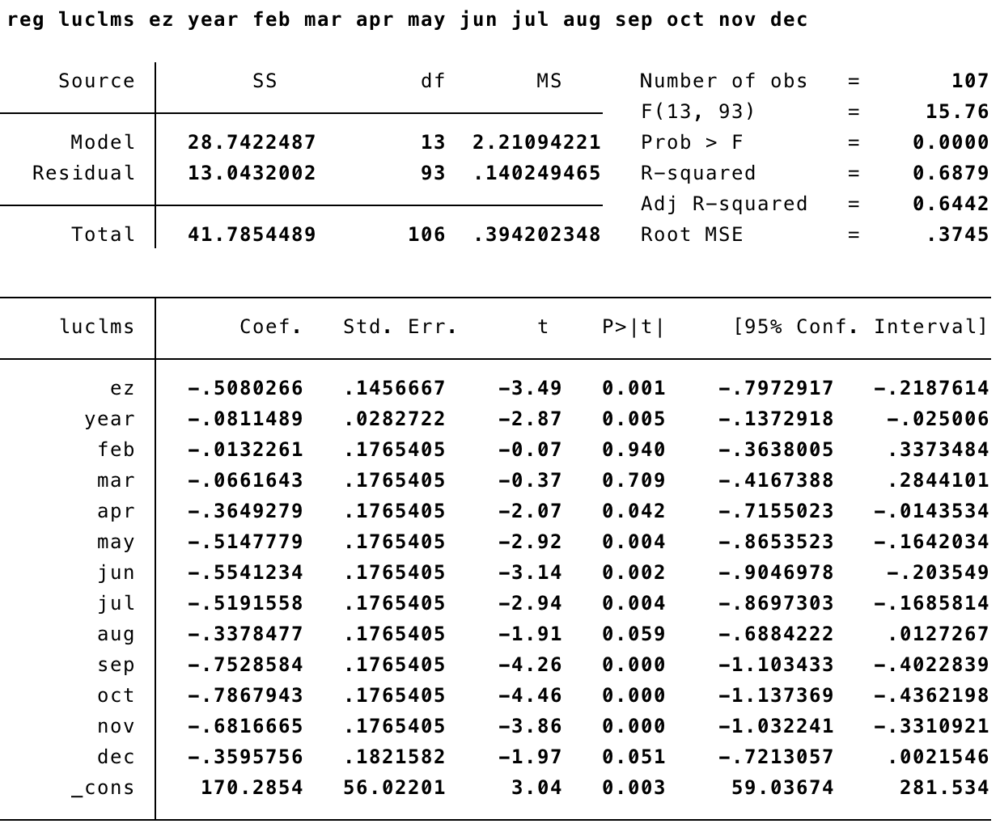 reg luclms ez year feb mar apr may jun jul aug sep oct nov dec
Source SS df MS Number of obs = 107
F(13, 93) = 15.76
Model 28.7422487 13 2.21094221 Prob > F = 0.0000
Residual 13.0432002 93 .140249465 R-squared = 0.6879
Adj R-squared = 0.6442
Total 41.7854489 106 .394202348 Root MSE = .3745
luclms Coef. Std. Err. t P>|t| [95% Conf. Interval]
ez -.5080266 .1456667 -3.49 0.001 -.7972917 -.2187614
year -.0811489 .0282722 -2.87 0.005 -.1372918 -.025006
feb -.0132261 .1765405 -0.07 0.940 -.3638005 .3373484
mar -.0661643 .1765405 -0.37 0.709 -.4167388 .2844101
apr -.3649279 .1765405 -2.07 0.042 -.7155023 -.0143534
may -.5147779 .1765405 -2.92 0.004 -.8653523 -.1642034
jun -.5541234 .1765405 -3.14 0.002 -.9046978 -.203549
jul -.5191558 .1765405 -2.94 0.004 -.8697303 -.1685814
aug -.3378477 .1765405 -1.91 0.059 -.6884222 .0127267
sep -.7528584 .1765405 -4.26 0.000 -1.103433 -.4022839
oct -.7867943 .1765405 -4.46 0.000 -1.137369 -.4362198
nov -.6816665 .1765405 -3.86 0.000 -1.032241 -.3310921
dec -.3595756 .1821582 -1.97 0.051 -.7213057 .0021546
_cons 170.2854 56.02201 3.04 0.003 59.03674 281.534